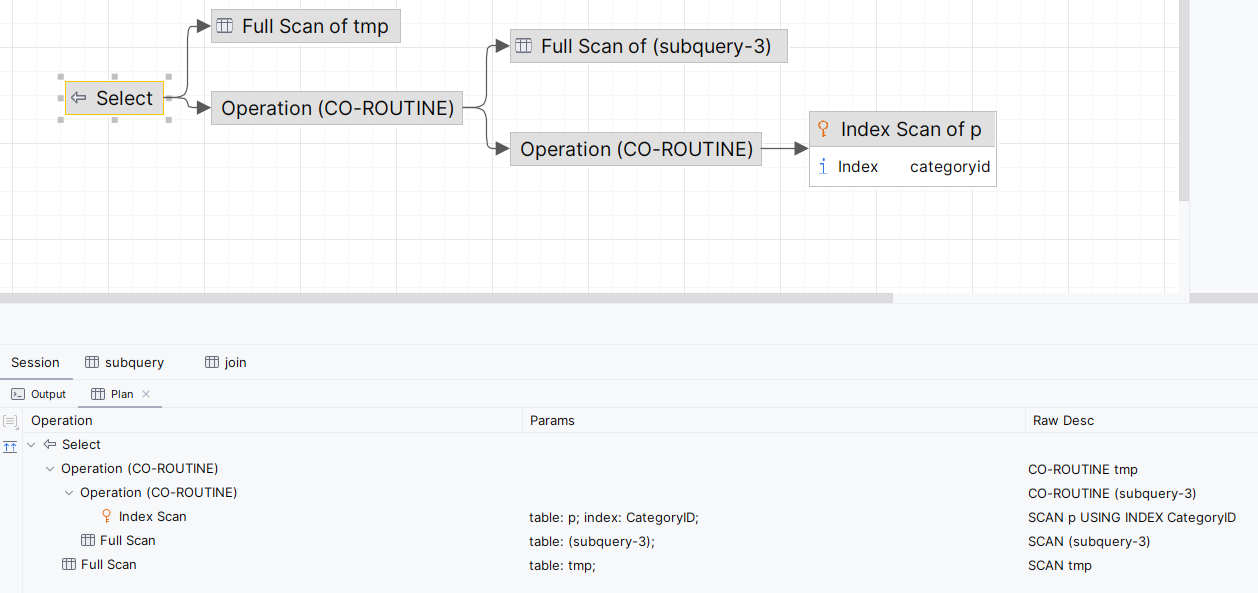 Full Scan of tmp
Full Scan of (subquery-3)
Select
Operation (CO-ROUTINE)
Operation (CO-ROUTINE)
Index Scan of p
i Index categoryid
Session subquery join
Output Plan
Operation Params Raw Desc
Select
Operation (CO-ROUTINE) CO-ROUTINE tmp
Operation (CO-ROUTINE) CO-ROUTINE (subquery-3)
Index Scan table: p; index: CategoryID; SCAN p USING INDEX CategoryID
Full Scan table: (subquery-3); SCAN (subquery-3)
Full Scan table: tmp; SCAN tmp